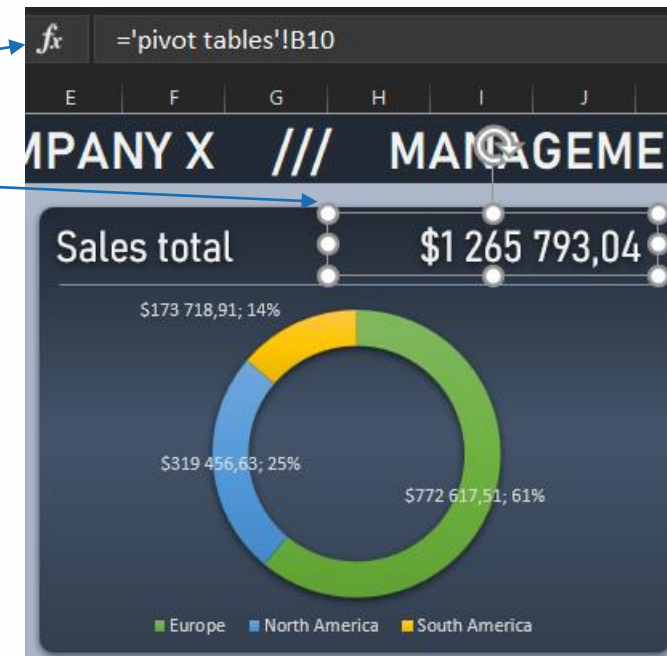 fx ='pivot tables'!B10
E F G H I J
MPANY X /// MANAGEME
Sales total $1 265 793,04
$173 718,91; 14%
$319 456,63; 25%
$772 617,51; 61%
Europe North America South America